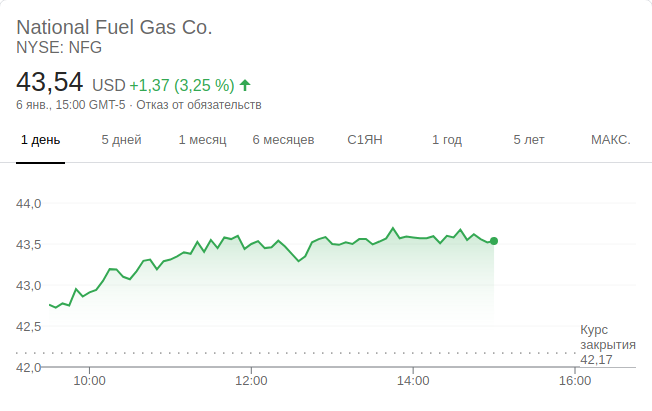 National Fuel Gas Co.
NYSE: NFG
43,54 USD +1,37 (3,25 %)
6 янв., 15:00 GMT-5 · Отказ от обязательств
1 день 5 дней 1 месяц 6 месяцев С1ЯН 1 год 5 лет МАКС.
44,0
43,5
43,0
42,5
Курс
закрытия
42,17
42,0
10:00 12:00 14:00 16:00